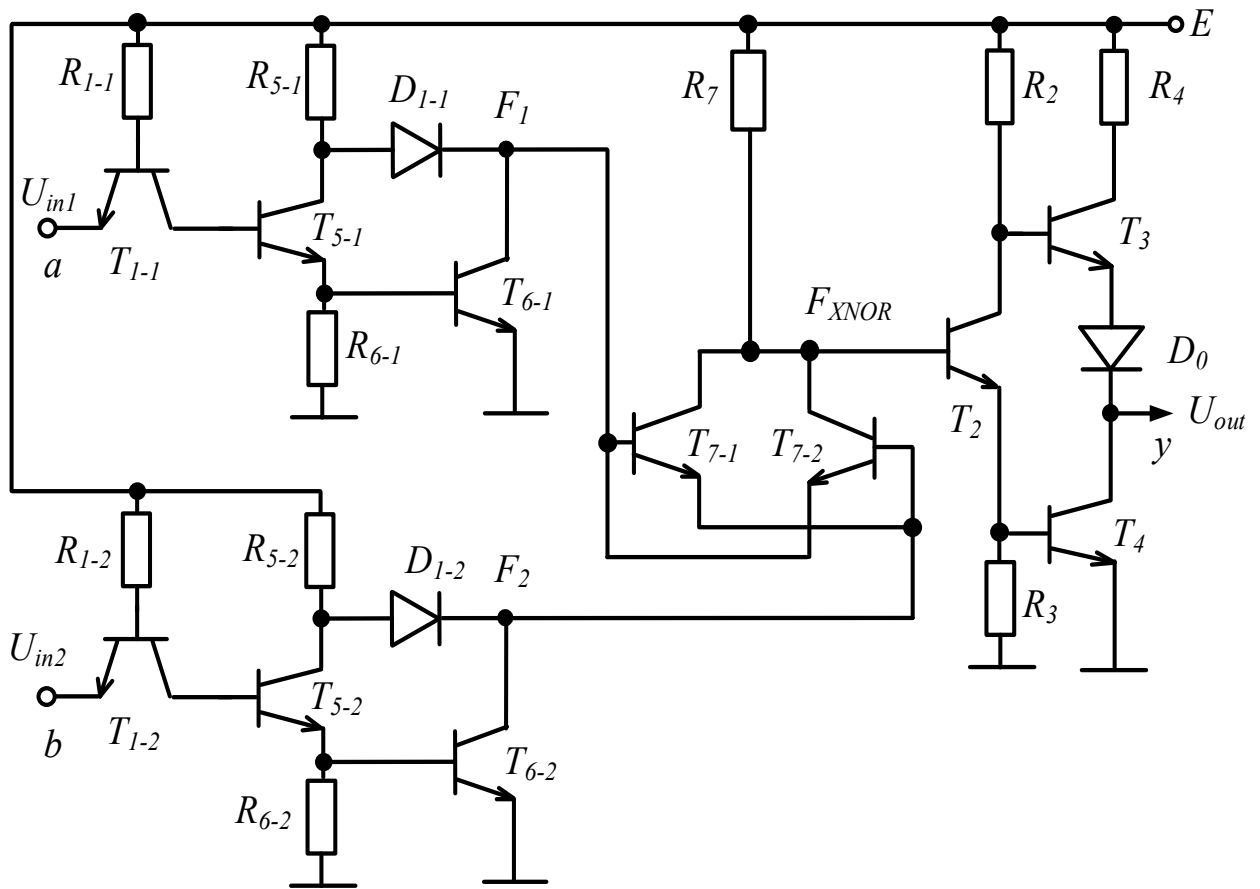 E
R1-1
R5-1
D1-1
F1
R7
R2
R4
Uin1
a
T1-1
T5-1
T6-1
R6-1
T3
FXNOR
D0
T7-1
T7-2
T2
Uout
y
R1-2
R5-2
D1-2
F2
T4
R3
Uin2
b
T1-2
T5-2
T6-2
R6-2